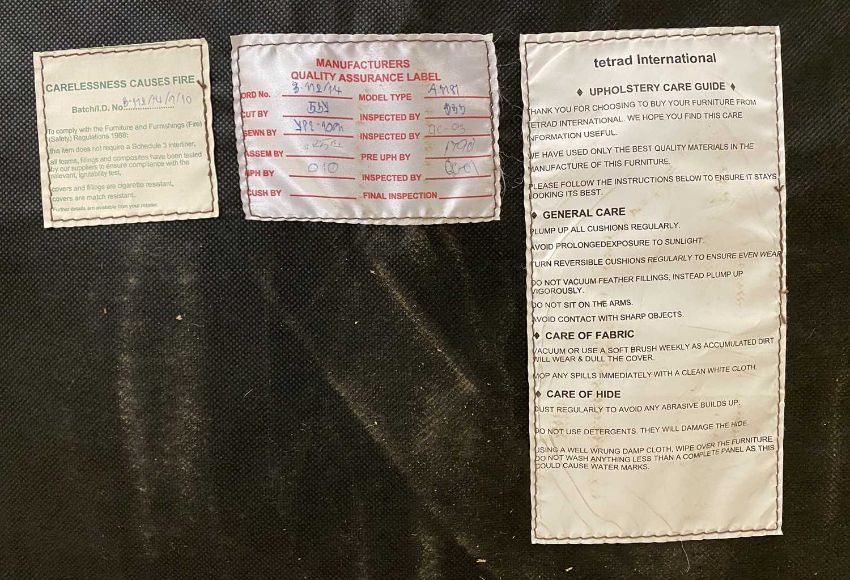 CARELESSNESS CAUSES FIRE
Batch/I.D. No:
To comply with the Furniture and Furnishings (Fire)
(Safety) Regulations 1988:
this item does not require a Schedule 3 interliner,
all foams, fillings and composites have been tested
by our suppliers to ensure compliance with the
relevant, ignitability test,
covers and fillings are cigarette resistant,
covers are match resistant.
Further details are available from your retailer.
MANUFACTURERS
QUALITY ASSURANCE LABEL
ORD No. MODEL TYPE
CUT BY INSPECTED BY
SEWN BY INSPECTED BY
ASSEM BY PRE UPH BY
UPH BY 010 INSPECTED BY
CUSH BY FINAL INSPECTION
tetrad International
♦ UPHOLSTERY CARE GUIDE ♦
THANK YOU FOR CHOOSING TO BUY YOUR FURNITURE FROM
TETRAD INTERNATIONAL. WE HOPE YOU FIND THIS CARE
INFORMATION USEFUL.
WE HAVE USED ONLY THE BEST QUALITY MATERIALS IN THE
MANUFACTURE OF THIS FURNITURE.
PLEASE FOLLOW THE INSTRUCTIONS BELOW TO ENSURE IT STAYS
LOOKING ITS BEST.
♦ GENERAL CARE
PLUMP UP ALL CUSHIONS REGULARLY.
AVOID PROLONGEDEXPOSURE TO SUNLIGHT.
TURN REVERSIBLE CUSHIONS REGULARLY TO ENSURE EVEN WEAR
DO NOT VACUUM FEATHER FILLINGS, INSTEAD PLUMP UP
VIGOROUSLY.
DO NOT SIT ON THE ARMS.
AVOID CONTACT WITH SHARP OBJECTS.
♦ CARE OF FABRIC
VACUUM OR USE A SOFT BRUSH WEEKLY AS ACCUMULATED DIRT
WILL WEAR & DULL THE COVER.
MOP ANY SPILLS IMMEDIATELY WITH A CLEAN WHITE CLOTH.
♦ CARE OF HIDE
DUST REGULARLY TO AVOID ANY ABRASIVE BUILDS UP.
DO NOT USE DETERGENTS. THEY WILL DAMAGE THE HIDE.
USING A WELL WRUNG DAMP CLOTH, WIPE OVER THE FURNITURE
DO NOT WASH ANYTHING LESS THAN A COMPLETE PANEL AS THIS
COULD CAUSE WATER MARKS.